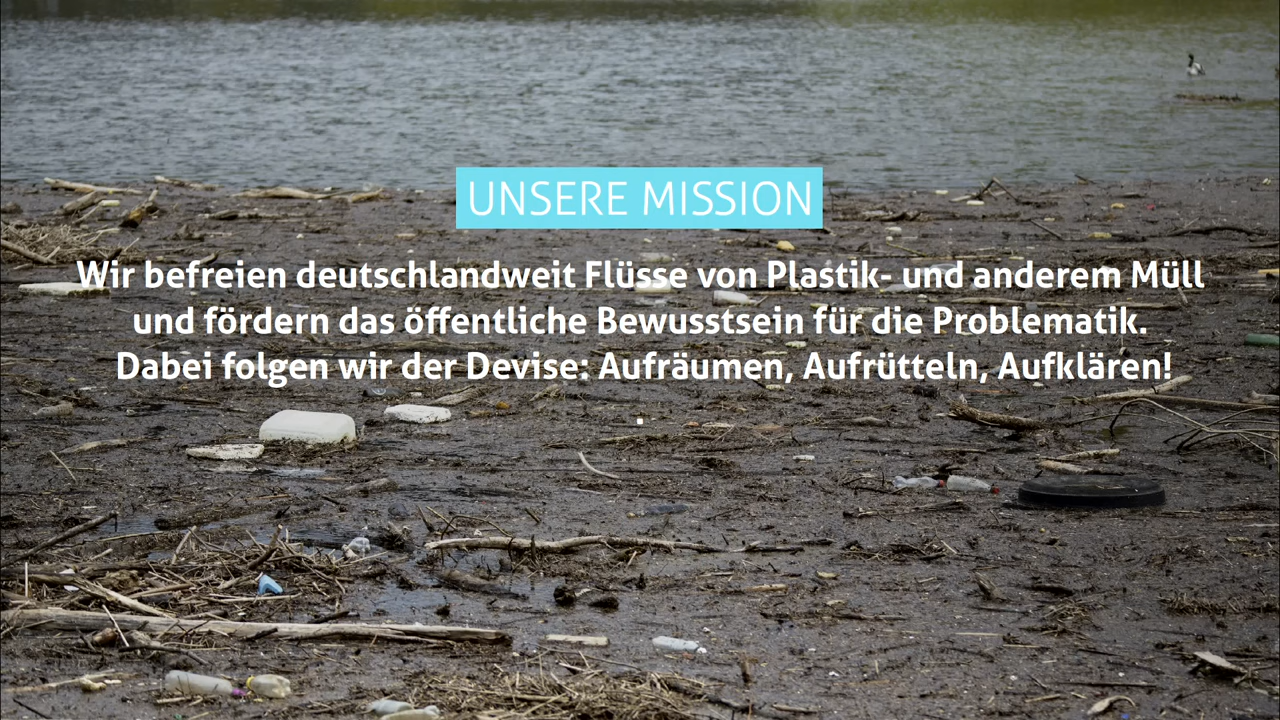 UNSERE MISSION
Wir befreien deutschlandweit Flüsse von Plastik- und anderem Müll
und fördern das öffentliche Bewusstsein für die Problematik.
Dabei folgen wir der Devise: Aufräumen, Aufrütteln, Aufklären!